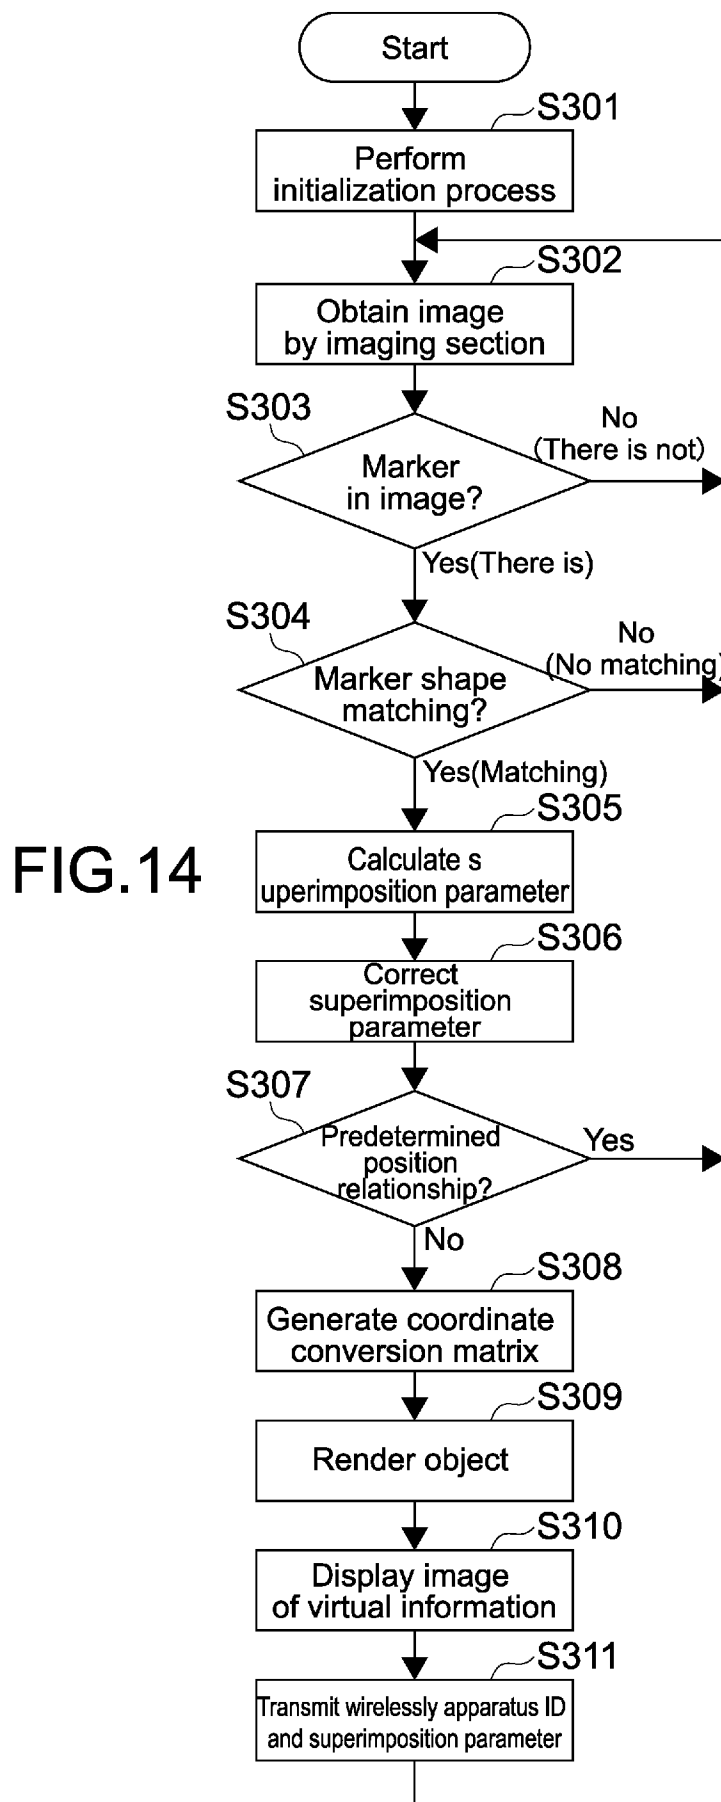 Start
S301
Perform
initialization process
S302
Obtain image
by imaging section
S303
Marker
in image?
No
(There is not)
Yes(There is)
S304
Marker shape
matching?
No
(No matching)
Yes(Matching)
S305
Calculate s
uperimposition parameter
FIG.14
S306
Correct
superimposition
parameter
S307
Predetermined
position
relationship?
Yes
No
S308
Generate coordinate
conversion matrix
S309
Render object
S310
Display image
of virtual information
S311
Transmit wirelessly apparatus ID
and superimposition parameter